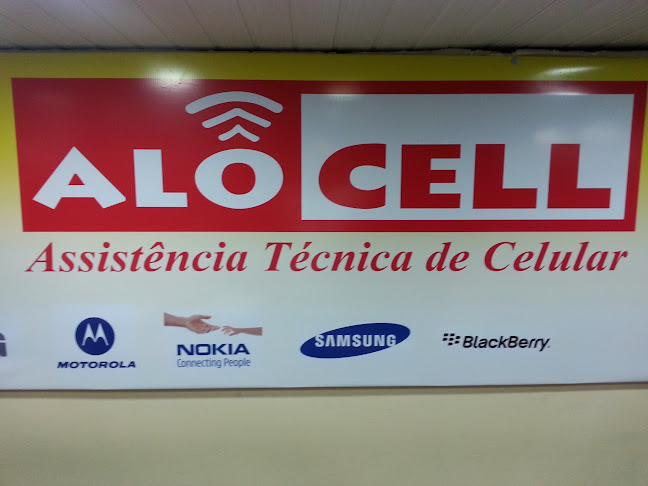 ALÔ CELL
Assistência Técnica de Celular
MOTOROLA
NOKIA
Connecting People
SAMSUNG
BlackBerry